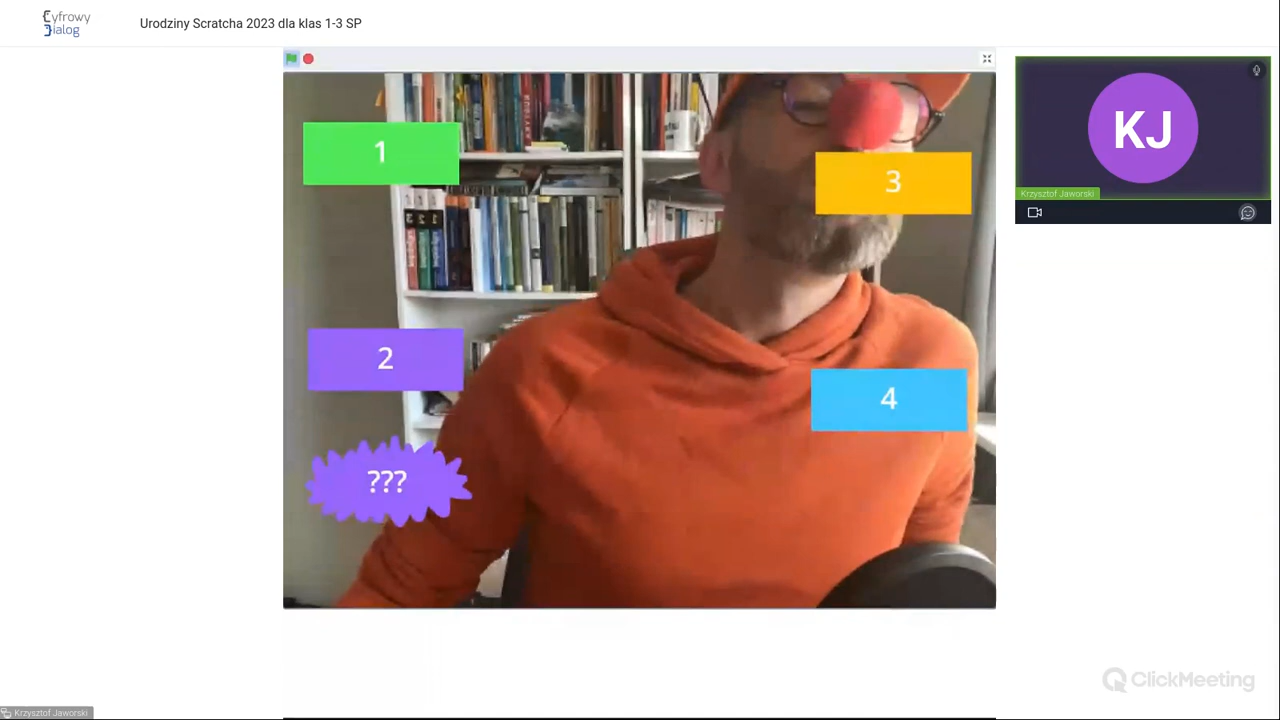 Cyfrowy
Dialog
Urodziny Scratcha 2023 dla klas 1-3 SP
1
3
2
4
???
KJ
Krzysztof Jaworski
ClickMeeting
Krzysztof Jaworski